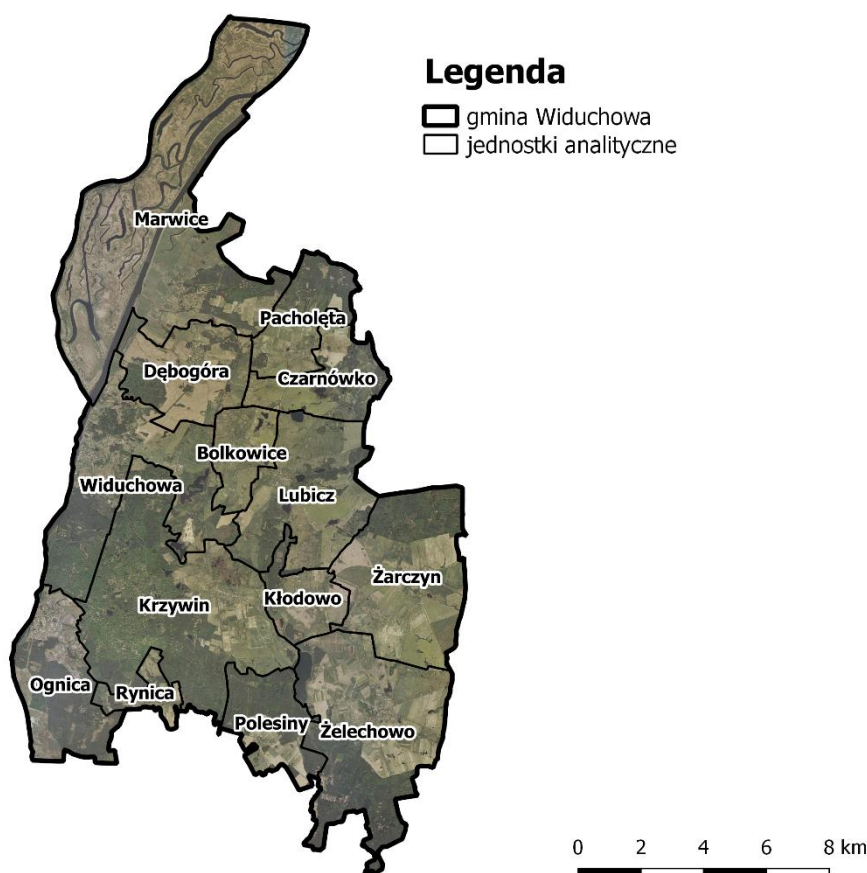 Legenda
gmina Widuchowa
jednostki analityczne
Marwice
Pacholęta
Dębogóra
Czarnówko
Bolkowice
Widuchowa
Lubicz
Żarczyn
Krzywin
Kłodowo
Ognica
Rynica
Polesiny
Żelechowo
0 2 4 6 8 km